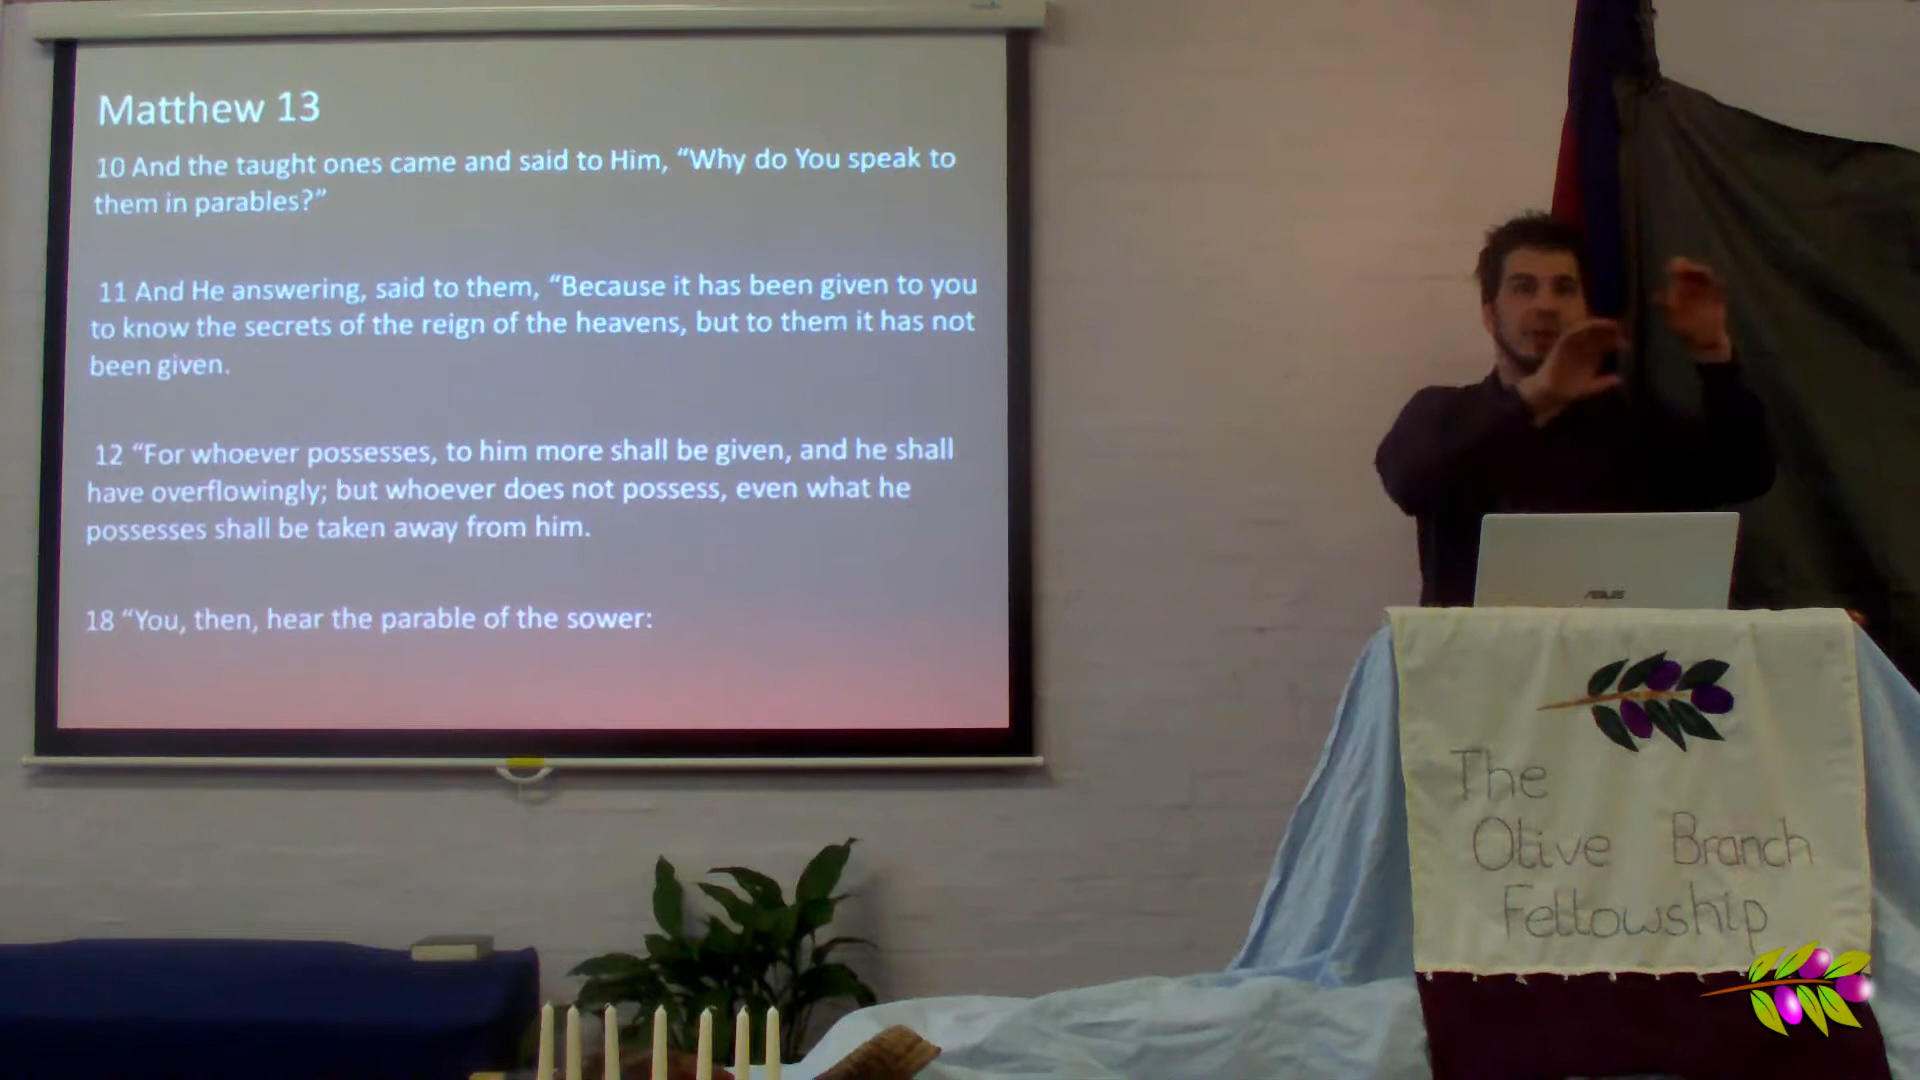 Matthew 13
10 And the taught ones came and said to Him, “Why do You speak to
them in parables?”
11 And He answering, said to them, “Because it has been given to you
to know the secrets of the reign of the heavens, but to them it has not
been given.
12 “For whoever possesses, to him more shall be given, and he shall
have overflowingly; but whoever does not possess, even what he
possesses shall be taken away from him.
18 “You, then, hear the parable of the sower:
ASUS
The
Olive Branch
Fellowship